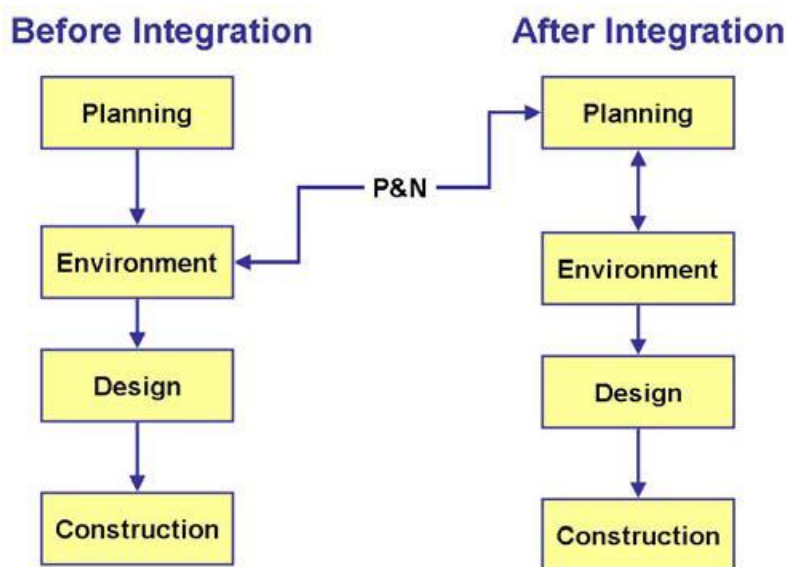 Before Integration
After Integration
Planning
Planning
P&N
Environment
Environment
Design
Design
Construction
Construction